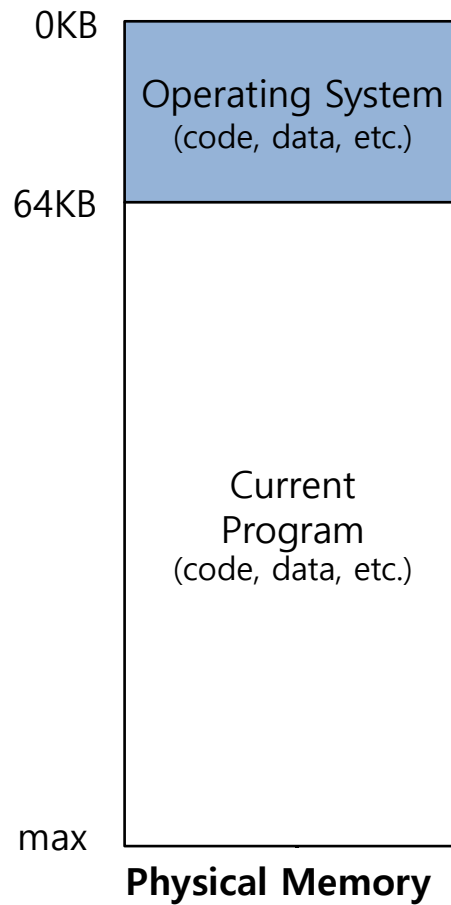 0KB
Operating System
(code, data, etc.)
64KB
Current
Program
(code, data, etc.)
max
Physical Memory